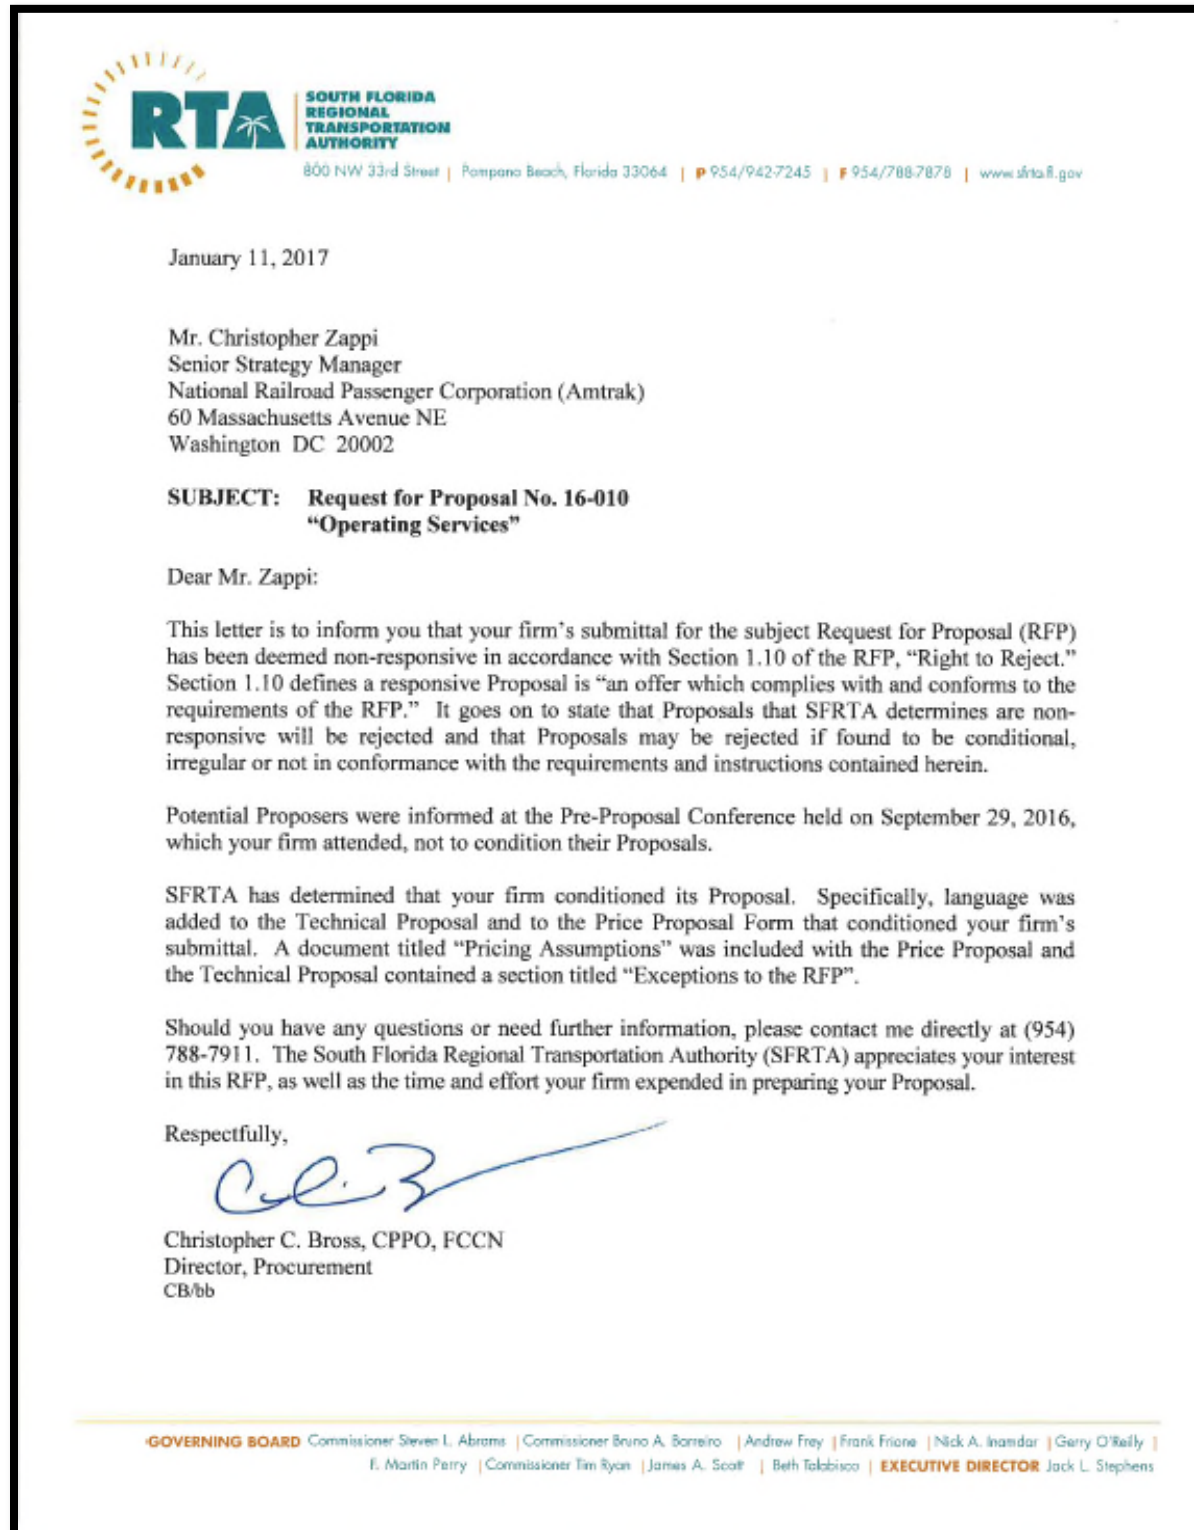 RTA
SOUTH FLORIDA
REGIONAL
TRANSPORTATION
AUTHORITY
800 NW 33rd Street | Pompano Beach, Florida 33064 | P 954/942-7245 | F 954/788-7878 | www.sfrta.fl.gov
January 11, 2017
Mr. Christopher Zappi
Senior Strategy Manager
National Railroad Passenger Corporation (Amtrak)
60 Massachusetts Avenue NE
Washington DC 20002
SUBJECT: Request for Proposal No. 16-010
“Operating Services”
Dear Mr. Zappi:
This letter is to inform you that your firm’s submittal for the subject Request for Proposal (RFP)
has been deemed non-responsive in accordance with Section 1.10 of the RFP, “Right to Reject.”
Section 1.10 defines a responsive Proposal is “an offer which complies with and conforms to the
requirements of the RFP.” It goes on to state that Proposals that SFRTA determines are non-
responsive will be rejected and that Proposals may be rejected if found to be conditional,
irregular or not in conformance with the requirements and instructions contained herein.
Potential Proposers were informed at the Pre-Proposal Conference held on September 29, 2016,
which your firm attended, not to condition their Proposals.
SFRTA has determined that your firm conditioned its Proposal. Specifically, language was
added to the Technical Proposal and to the Price Proposal Form that conditioned your firm’s
submittal. A document titled “Pricing Assumptions” was included with the Price Proposal and
the Technical Proposal contained a section titled “Exceptions to the RFP”.
Should you have any questions or need further information, please contact me directly at (954)
788-7911. The South Florida Regional Transportation Authority (SFRTA) appreciates your interest
in this RFP, as well as the time and effort your firm expended in preparing your Proposal.
Respectfully,
Christopher C. Bross, CPPO, FCCN
Director, Procurement
CB/bb
GOVERNING BOARD Commissioner Steven L. Abrams | Commissioner Bruno A. Barreiro | Andrew Frey | Frank Frione | Nick A. Inamdar | Gerry O'Reilly |
F. Martin Perry | Commissioner Tim Ryan | James A. Scott | Beth Talabisco | EXECUTIVE DIRECTOR Jack L. Stephens